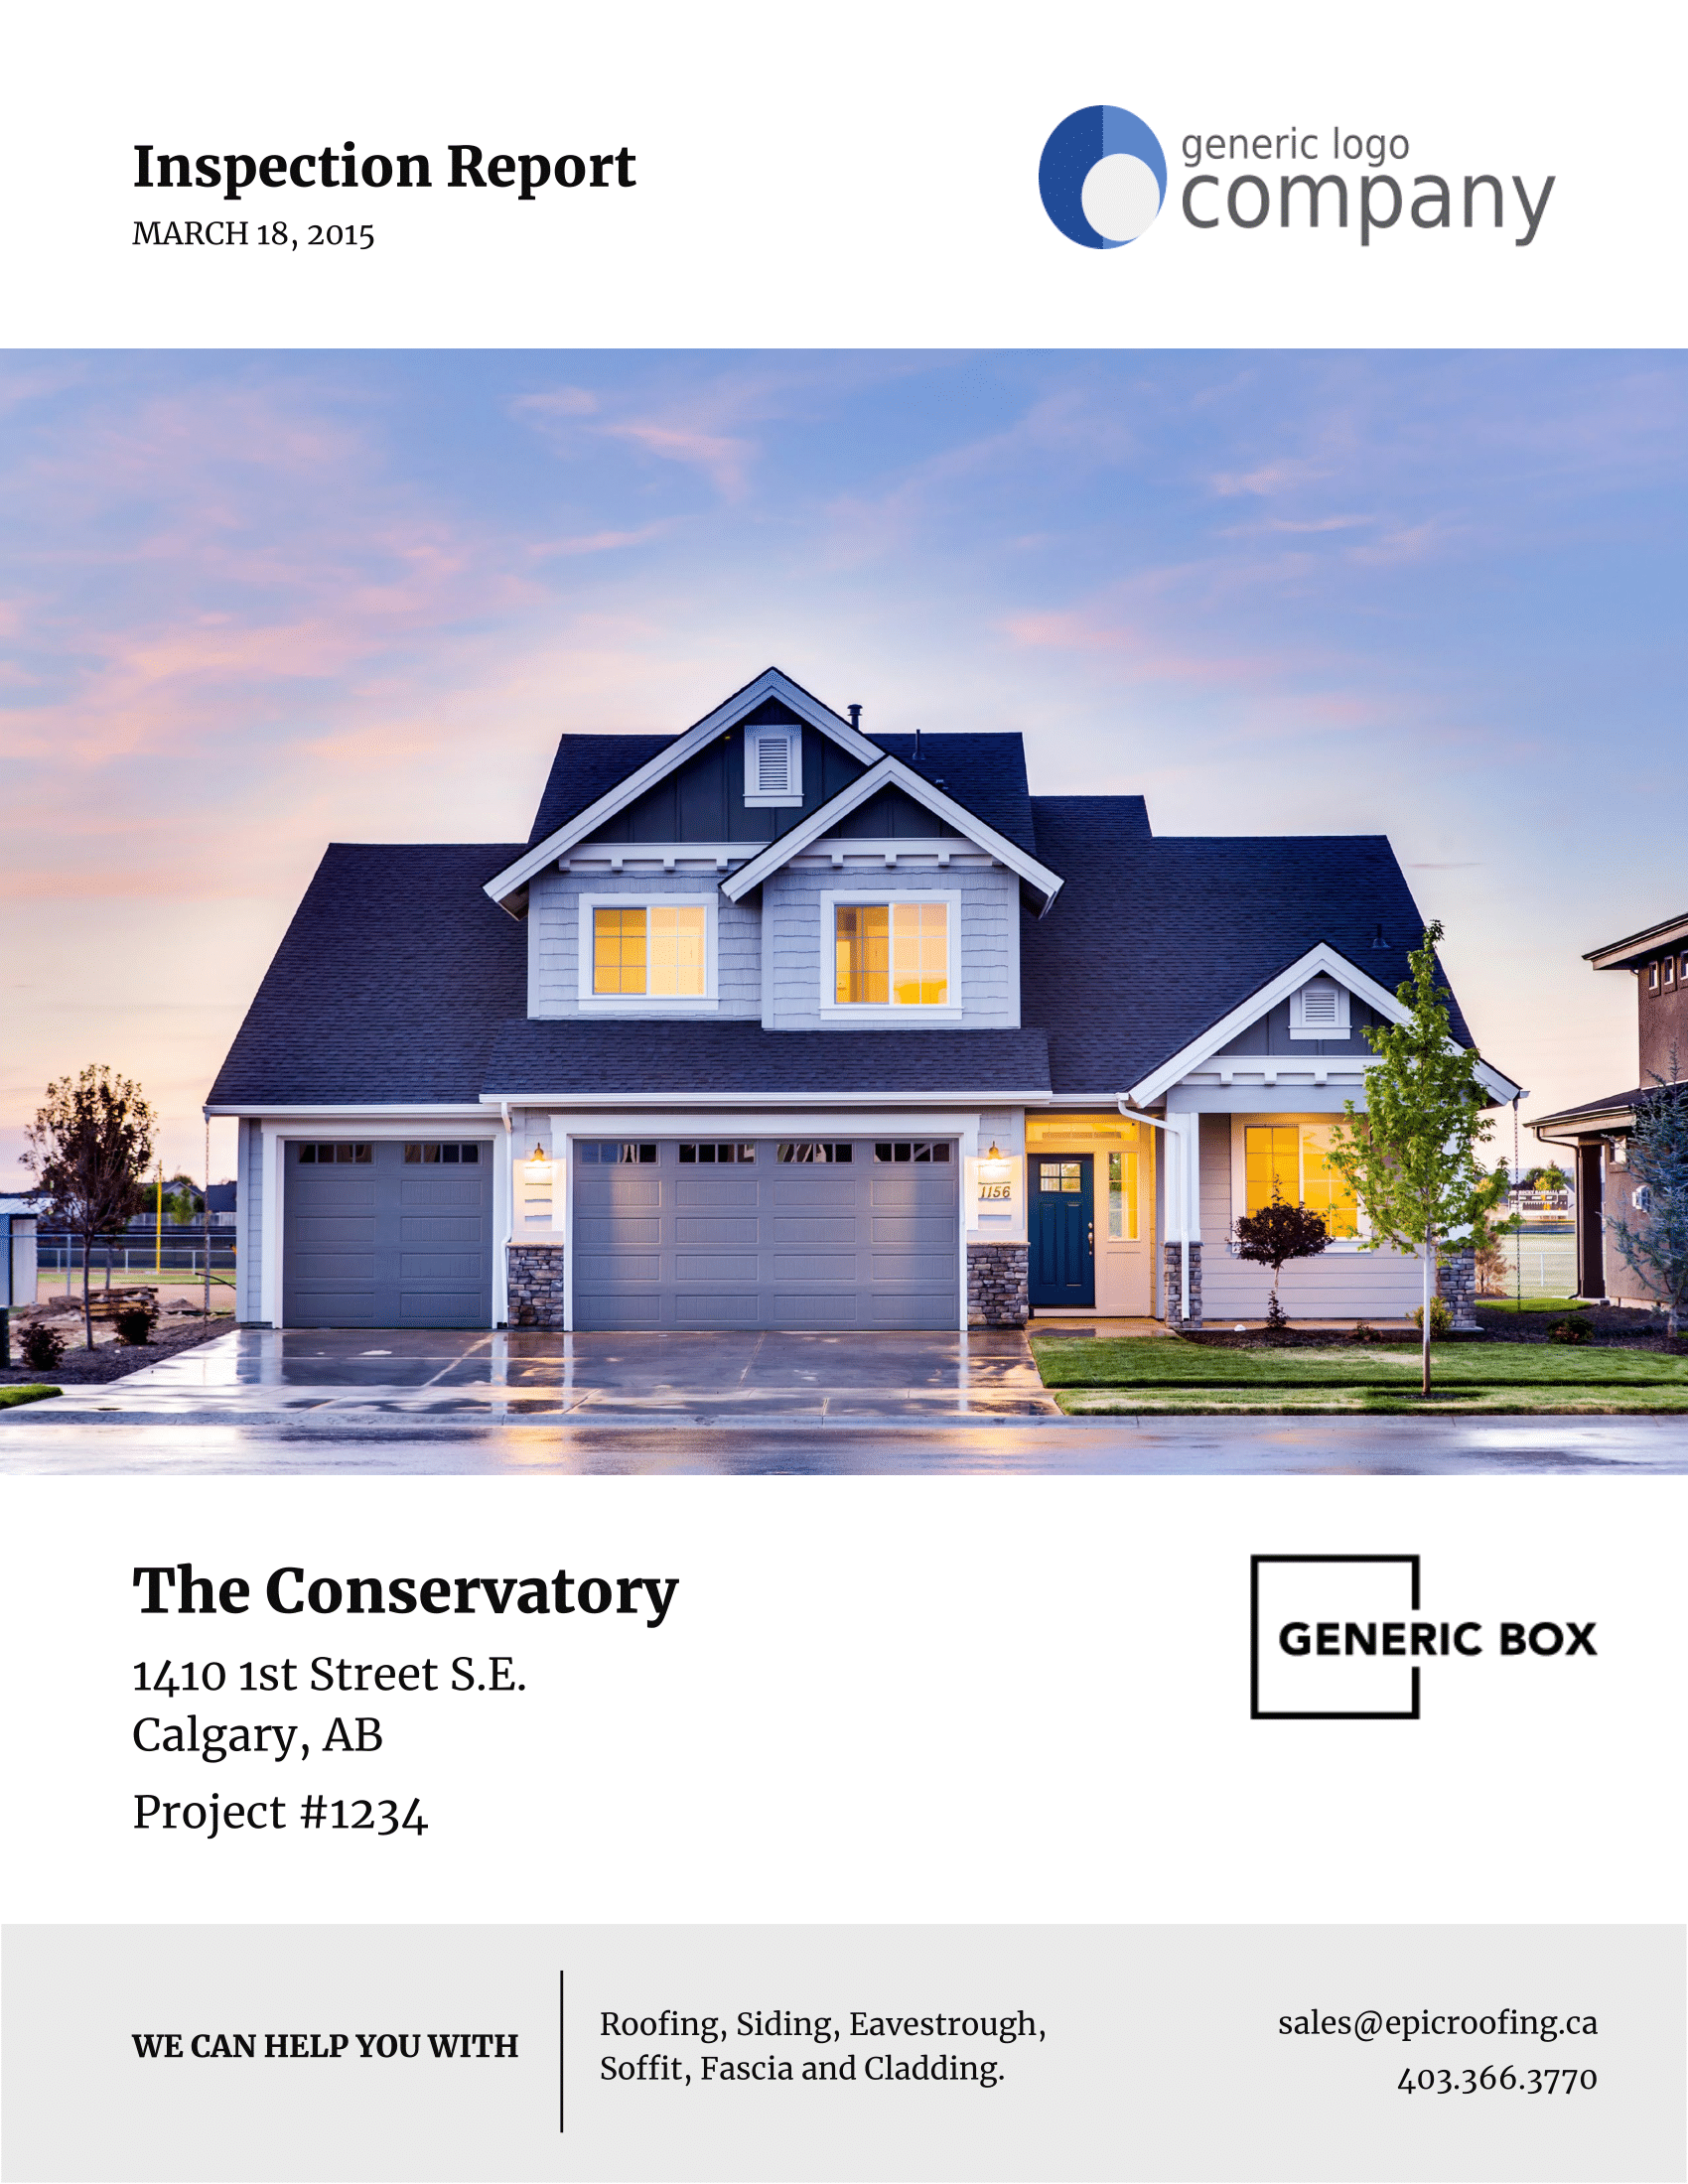 Inspection Report
MARCH 18, 2015
generic logo
company
1156
The Conservatory
1410 1st Street S.E.
Calgary, AB
Project #1234
GENERIC BOX
WE CAN HELP YOU WITH
Roofing, Siding, Eavestrough,
Soffit, Fascia and Cladding.
sales@epicroofing.ca
403.366.3770